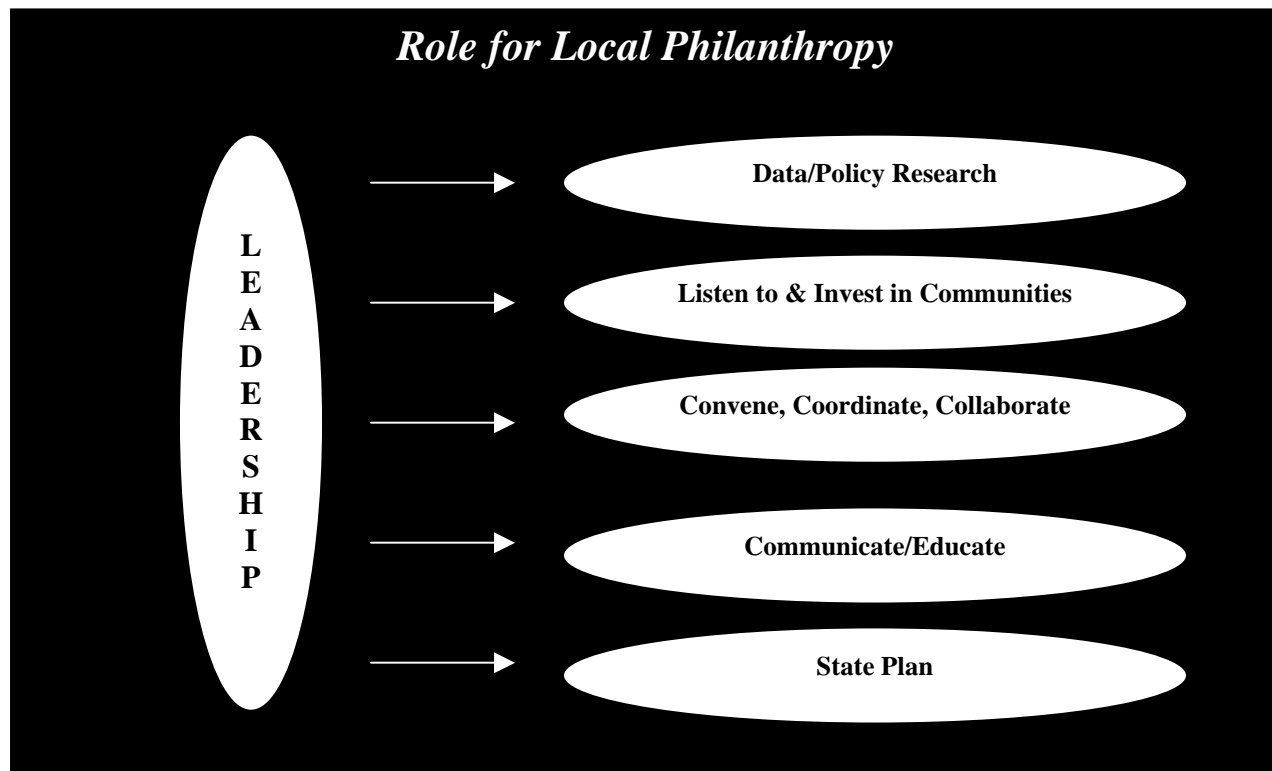 Role for Local Philanthropy
L
E
A
D
E
R
S
H
I
P
Data/Policy Research
Listen to & Invest in Communities
Convene, Coordinate, Collaborate
Communicate/Educate
State Plan